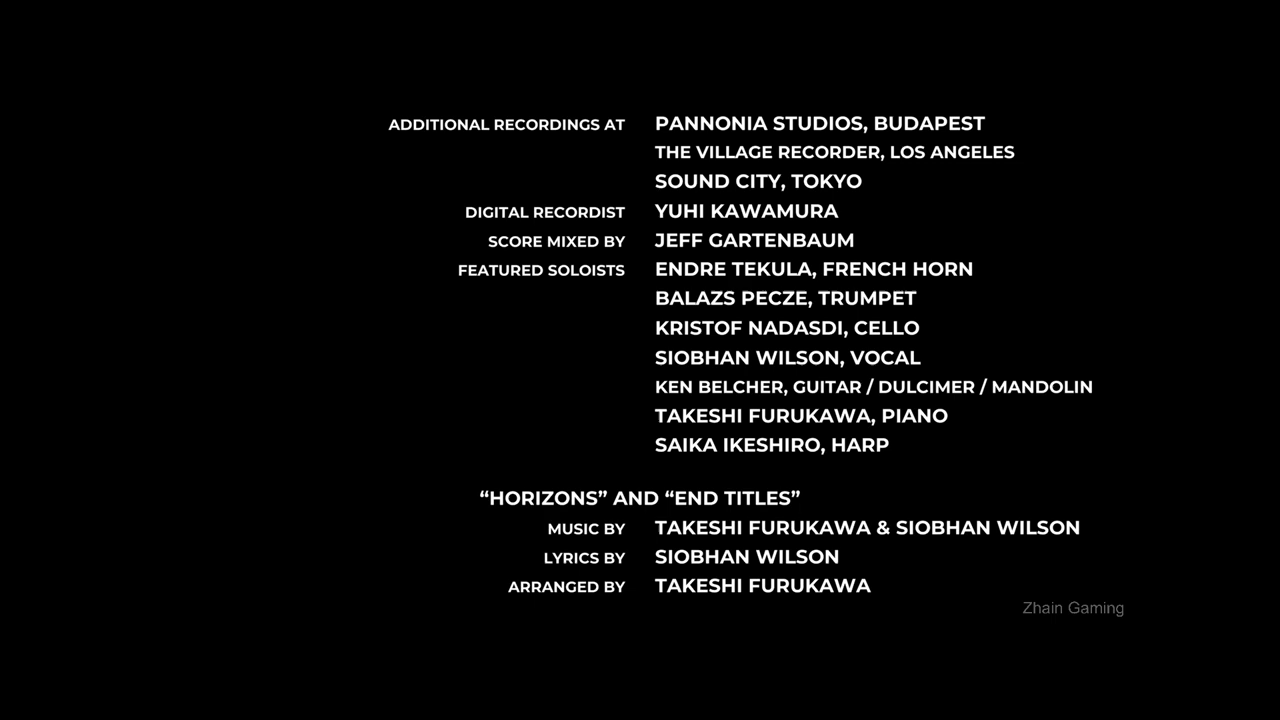 ADDITIONAL RECORDINGS AT PANNONIA STUDIOS, BUDAPEST
THE VILLAGE RECORDER, LOS ANGELES
SOUND CITY, TOKYO
DIGITAL RECORDIST YUHI KAWAMURA
SCORE MIXED BY JEFF GARTENBAUM
FEATURED SOLOISTS ENDRE TEKULA, FRENCH HORN
BALAZS PECZE, TRUMPET
KRISTOF NADASDI, CELLO
SIOBHAN WILSON, VOCAL
KEN BELCHER, GUITAR / DULCIMER / MANDOLIN
TAKESHI FURUKAWA, PIANO
SAIKA IKESHIRO, HARP
“HORIZONS” AND “END TITLES”
MUSIC BY TAKESHI FURUKAWA & SIOBHAN WILSON
LYRICS BY SIOBHAN WILSON
ARRANGED BY TAKESHI FURUKAWA
Zhain Gaming